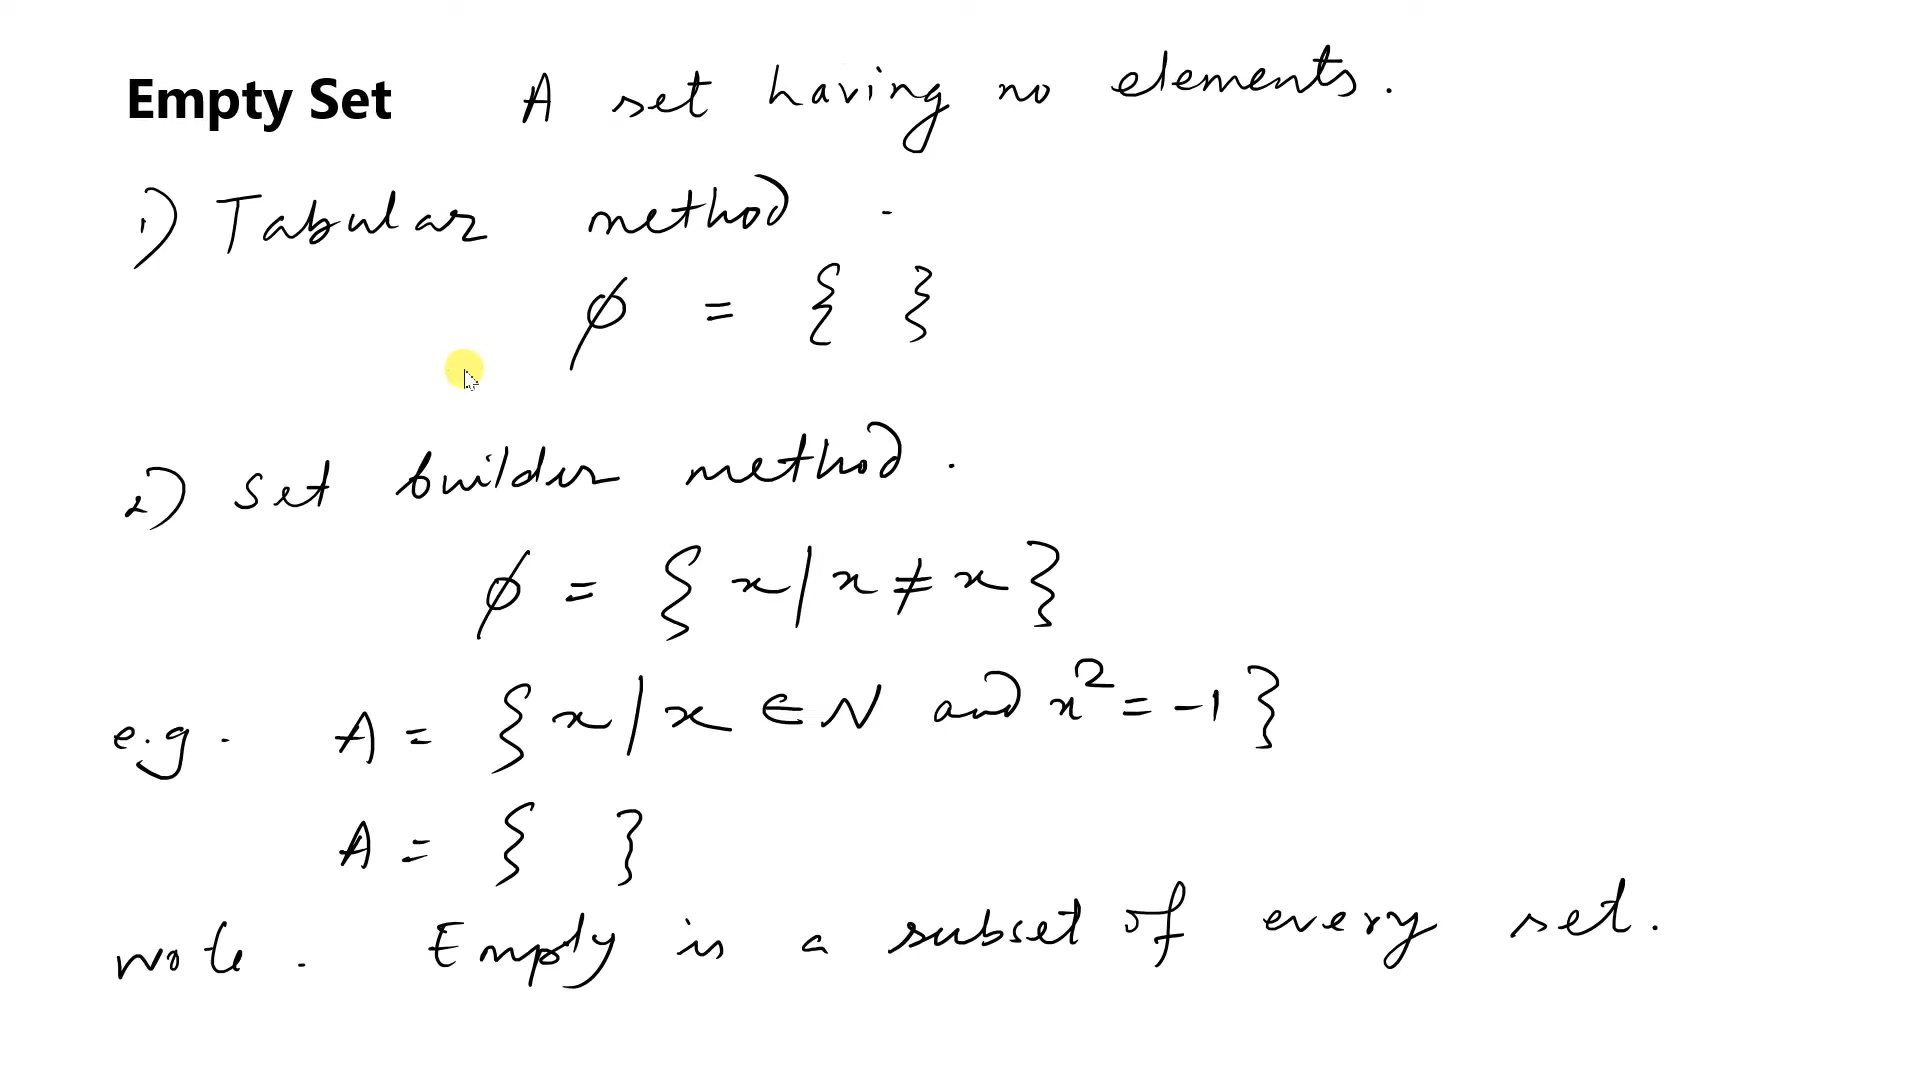 Empty Set A set having no elements.
1) Tabular method.
ϕ = { }
2) Set builder method.
ϕ = {x/x ≠ x}
e.g. A = {x/x ∈ N and x² = -1}
A = { }
Note. Empty is a subset of every set.